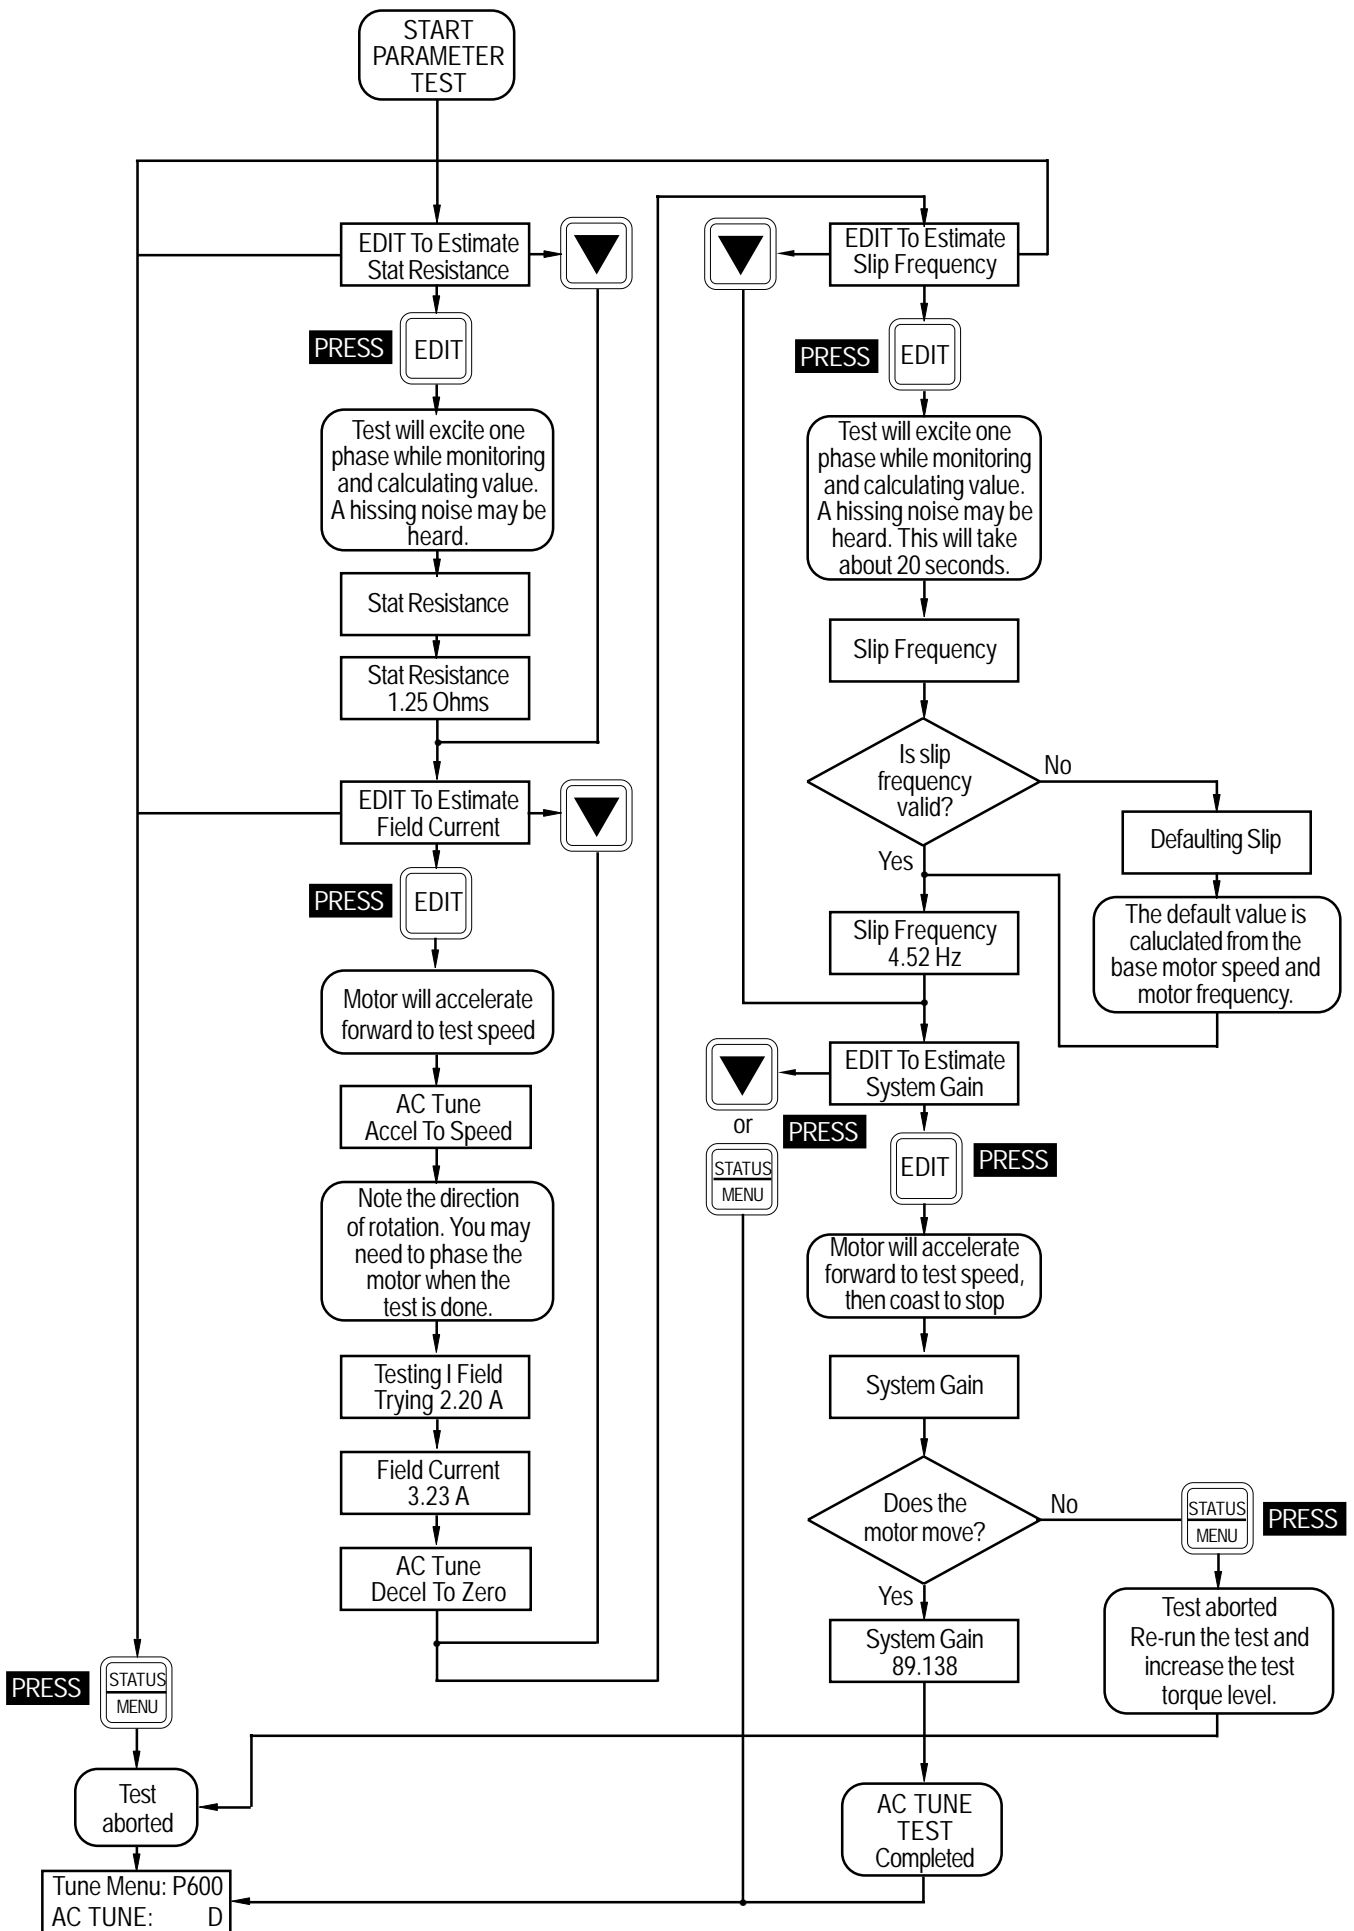 START
PARAMETER
TEST
EDIT To Estimate
Stat Resistance
PRESS
EDIT
Test will excite one
phase while monitoring
and calculating value.
A hissing noise may be
heard.
Stat Resistance
Stat Resistance
1.25 Ohms
EDIT To Estimate
Field Current
PRESS
EDIT
Motor will accelerate
forward to test speed
AC Tune
Accel To Speed
Note the direction
of rotation. You may
need to phase the
motor when the
test is done.
Testing I Field
Trying 2.20 A
Field Current
3.23 A
AC Tune
Decel To Zero
EDIT To Estimate
Slip Frequency
PRESS
EDIT
Test will excite one
phase while monitoring
and calculating value.
A hissing noise may be
heard. This will take
about 20 seconds.
Slip Frequency
Is slip
frequency
valid?
No
Defaulting Slip
The default value is
caluclated from the
base motor speed and
motor frequency.
Yes
Slip Frequency
4.52 Hz
EDIT To Estimate
System Gain
or
PRESS
STATUS
MENU
EDIT
PRESS
Motor will accelerate
forward to test speed,
then coast to stop
System Gain
Does the
motor move?
No
STATUS
MENU
PRESS
Test aborted
Re-run the test and
increase the test
torque level.
Yes
System Gain
89.138
AC TUNE
TEST
Completed
PRESS
STATUS
MENU
Test
aborted
Tune Menu: P600
AC TUNE: D